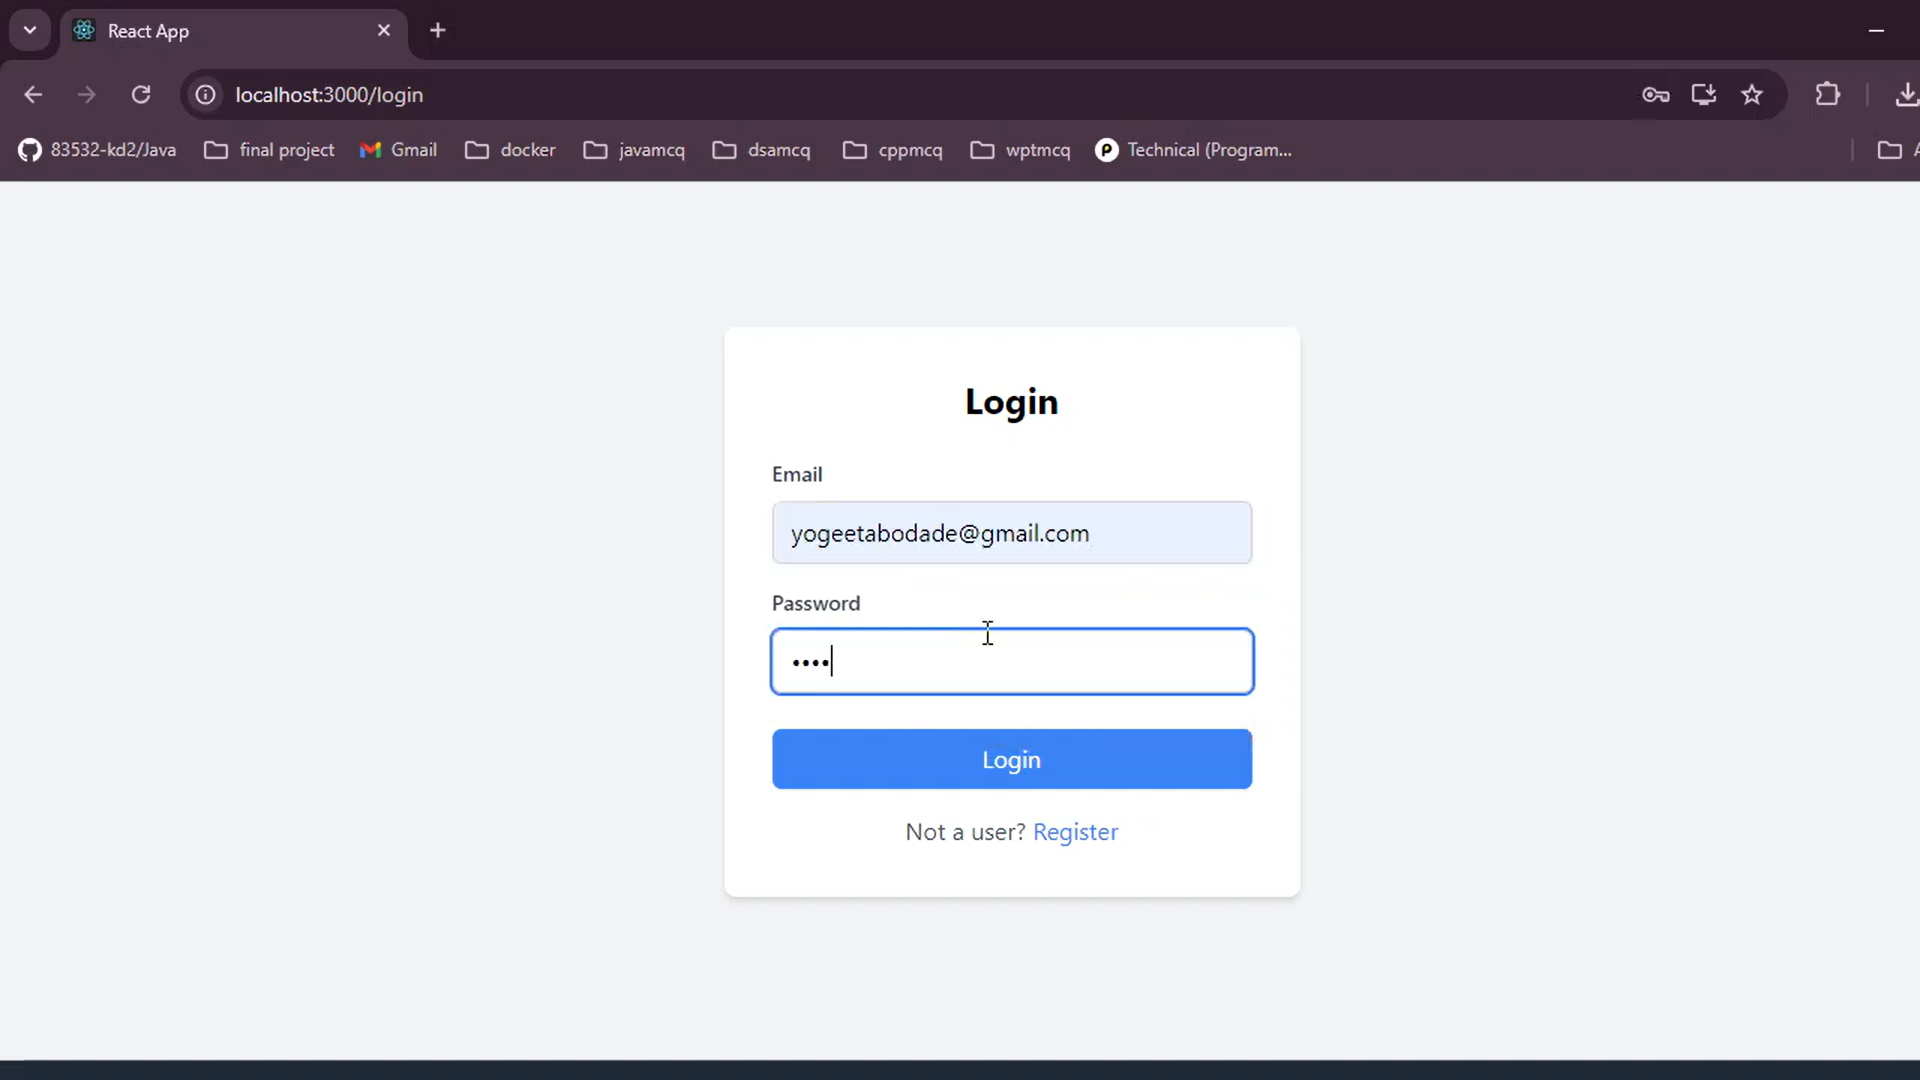 React App
localhost:3000/login
83532-kd2/Java final project Gmail docker javamcq dsamcq cppmcq wptmcq Technical (Program...
Login
Email
yogeetabodade@gmail.com
Password
••••
Login
Not a user? Register